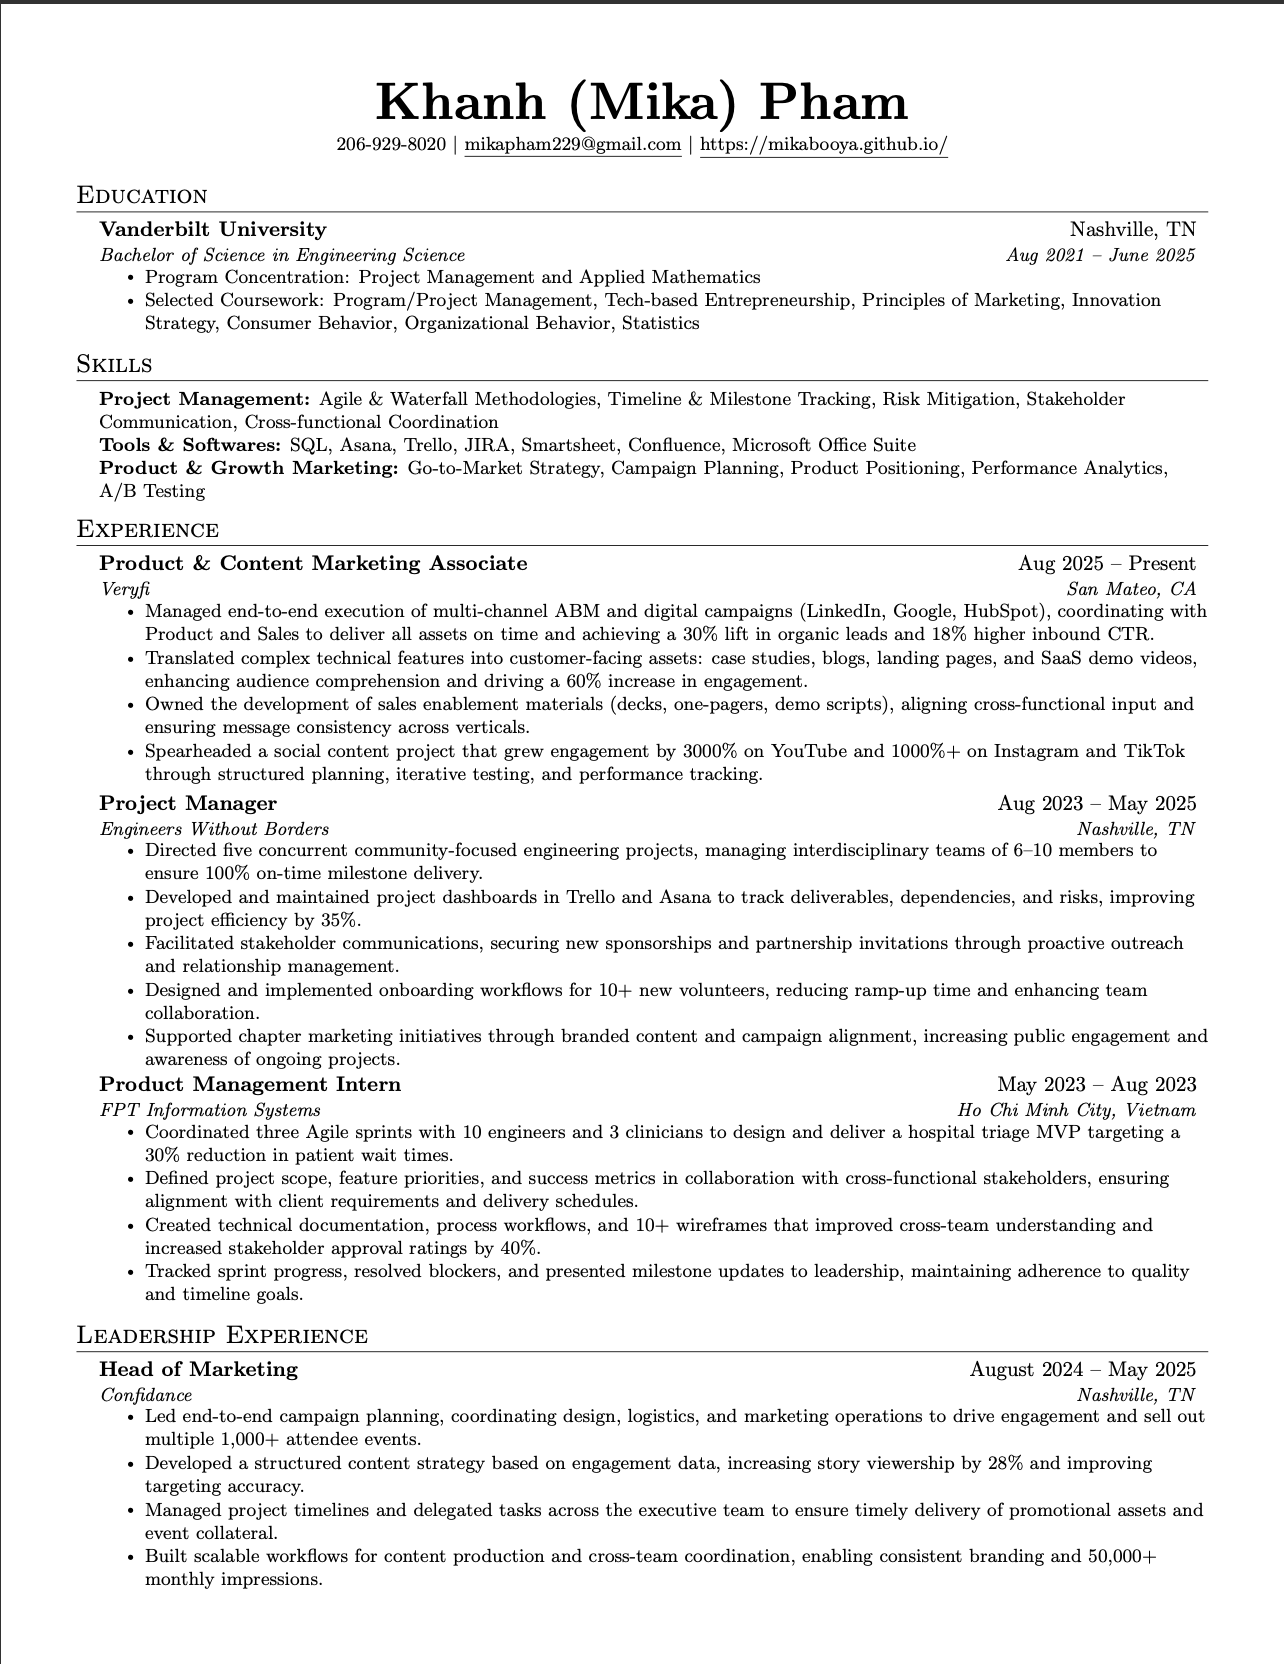 Khanh (Mika) Pham
206-929-8020 | mikapham229@gmail.com | https://mikabooya.github.io/
Education
Vanderbilt University Nashville, TN
Bachelor of Science in Engineering Science Aug 2021 – June 2025
• Program Concentration: Project Management and Applied Mathematics
• Selected Coursework: Program/Project Management, Tech-based Entrepreneurship, Principles of Marketing, Innovation
Strategy, Consumer Behavior, Organizational Behavior, Statistics
Skills
Project Management: Agile & Waterfall Methodologies, Timeline & Milestone Tracking, Risk Mitigation, Stakeholder
Communication, Cross-functional Coordination
Tools & Softwares: SQL, Asana, Trello, JIRA, Smartsheet, Confluence, Microsoft Office Suite
Product & Growth Marketing: Go-to-Market Strategy, Campaign Planning, Product Positioning, Performance Analytics,
A/B Testing
Experience
Product & Content Marketing Associate Aug 2025 – Present
Veryfi San Mateo, CA
• Managed end-to-end execution of multi-channel ABM and digital campaigns (LinkedIn, Google, HubSpot), coordinating with
Product and Sales to deliver all assets on time and achieving a 30% lift in organic leads and 18% higher inbound CTR.
• Translated complex technical features into customer-facing assets: case studies, blogs, landing pages, and SaaS demo videos,
enhancing audience comprehension and driving a 60% increase in engagement.
• Owned the development of sales enablement materials (decks, one-pagers, demo scripts), aligning cross-functional input and
ensuring message consistency across verticals.
• Spearheaded a social content project that grew engagement by 3000% on YouTube and 1000%+ on Instagram and TikTok
through structured planning, iterative testing, and performance tracking.
Project Manager Aug 2023 – May 2025
Engineers Without Borders Nashville, TN
• Directed five concurrent community-focused engineering projects, managing interdisciplinary teams of 6–10 members to
ensure 100% on-time milestone delivery.
• Developed and maintained project dashboards in Trello and Asana to track deliverables, dependencies, and risks, improving
project efficiency by 35%.
• Facilitated stakeholder communications, securing new sponsorships and partnership invitations through proactive outreach
and relationship management.
• Designed and implemented onboarding workflows for 10+ new volunteers, reducing ramp-up time and enhancing team
collaboration.
• Supported chapter marketing initiatives through branded content and campaign alignment, increasing public engagement and
awareness of ongoing projects.
Product Management Intern May 2023 – Aug 2023
FPT Information Systems Ho Chi Minh City, Vietnam
• Coordinated three Agile sprints with 10 engineers and 3 clinicians to design and deliver a hospital triage MVP targeting a
30% reduction in patient wait times.
• Defined project scope, feature priorities, and success metrics in collaboration with cross-functional stakeholders, ensuring
alignment with client requirements and delivery schedules.
• Created technical documentation, process workflows, and 10+ wireframes that improved cross-team understanding and
increased stakeholder approval ratings by 40%.
• Tracked sprint progress, resolved blockers, and presented milestone updates to leadership, maintaining adherence to quality
and timeline goals.
Leadership Experience
Head of Marketing August 2024 – May 2025
Confidance Nashville, TN
• Led end-to-end campaign planning, coordinating design, logistics, and marketing operations to drive engagement and sell out
multiple 1,000+ attendee events.
• Developed a structured content strategy based on engagement data, increasing story viewership by 28% and improving
targeting accuracy.
• Managed project timelines and delegated tasks across the executive team to ensure timely delivery of promotional assets and
event collateral.
• Built scalable workflows for content production and cross-team coordination, enabling consistent branding and 50,000+
monthly impressions.